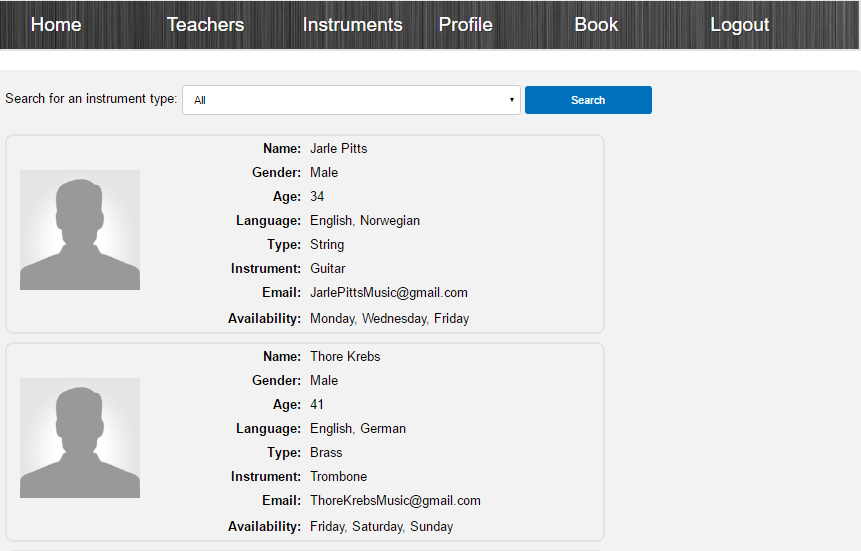 Home Teachers Instruments Profile Book Logout
Search for an instrument type: All Search
Name: Jarle Pitts
Gender: Male
Age: 34
Language: English, Norwegian
Type: String
Instrument: Guitar
Email: JarlePittsMusic@gmail.com
Availability: Monday, Wednesday, Friday
Name: Thore Krebs
Gender: Male
Age: 41
Language: English, German
Type: Brass
Instrument: Trombone
Email: ThoreKrebsMusic@gmail.com
Availability: Friday, Saturday, Sunday